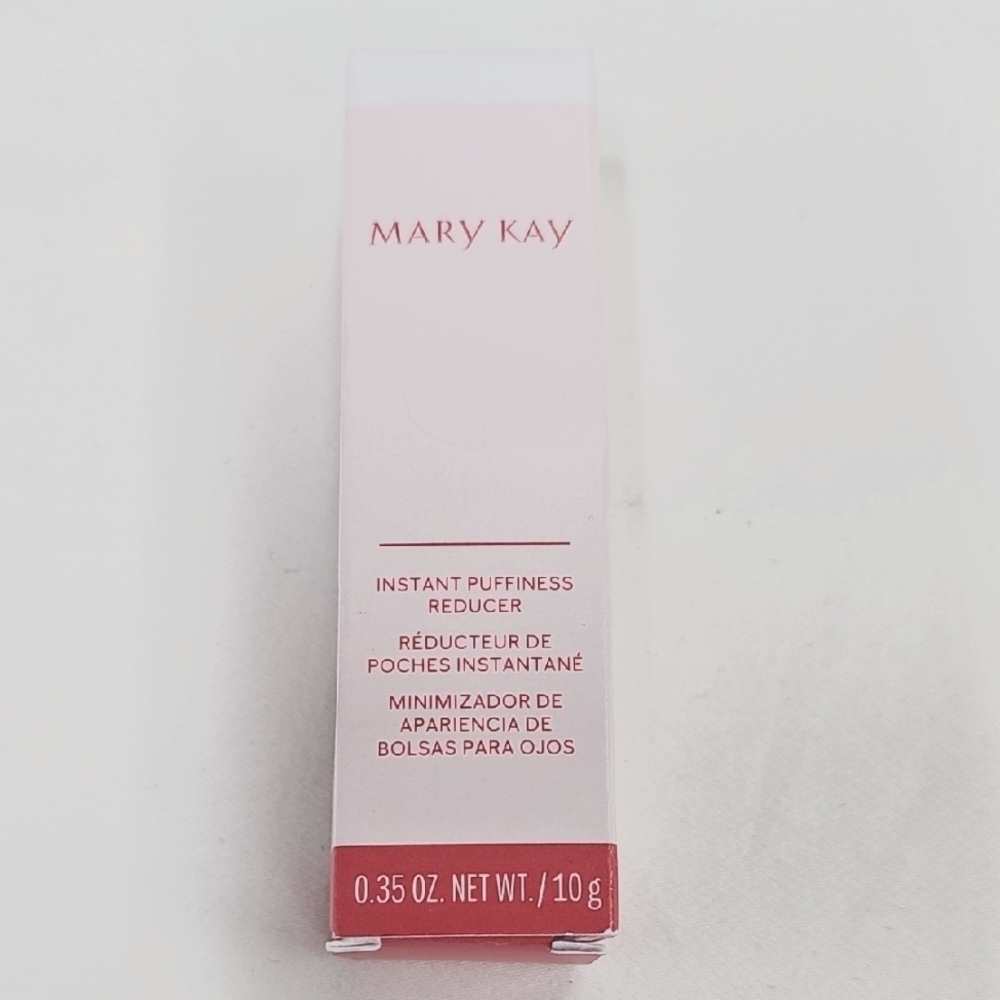 MARY KAY
INSTANT PUFFINESS
REDUCER
RÉDUCTEUR DE
POCHES INSTANTANÉ
MINIMIZADOR DE
APARIENCIA DE
BOLSAS PARA OJOS
0.35 OZ. NET WT. / 10 g